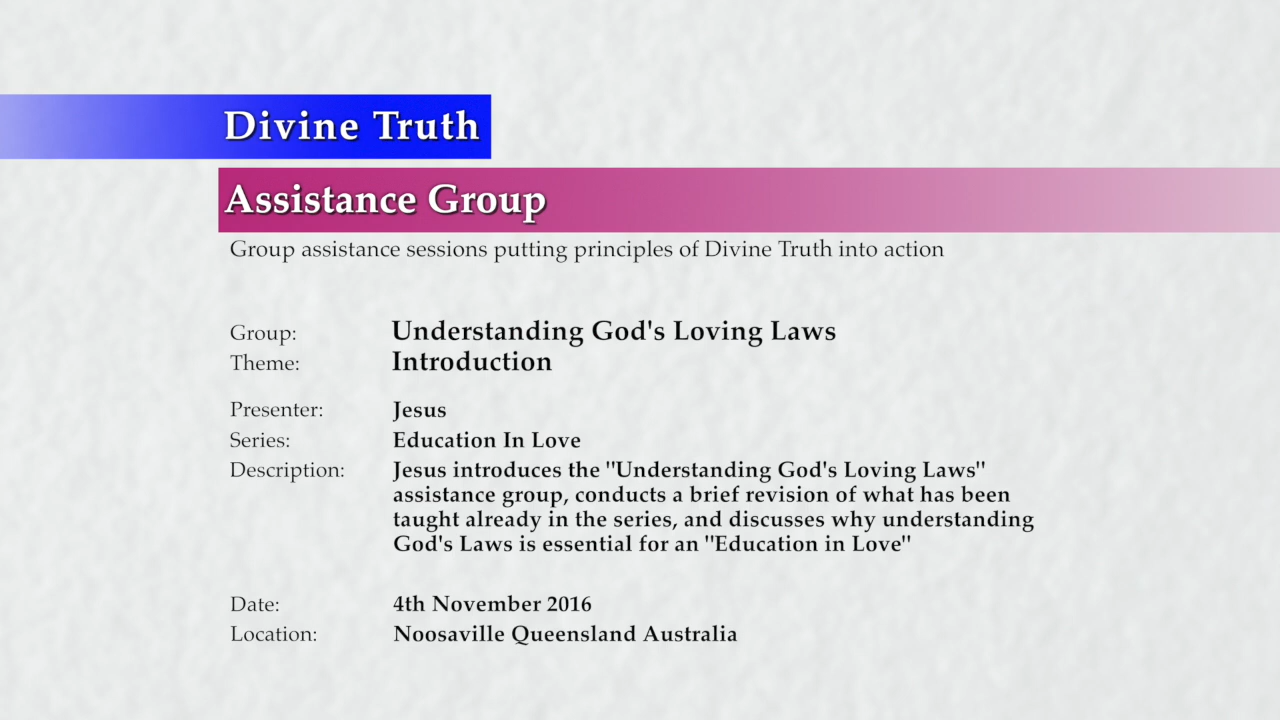 Divine Truth
Assistance Group
Group assistance sessions putting principles of Divine Truth into action
Group: Understanding God's Loving Laws
Theme: Introduction
Presenter: Jesus
Series: Education In Love
Description: Jesus introduces the "Understanding God's Loving Laws"
assistance group, conducts a brief revision of what has been
taught already in the series, and discusses why understanding
God's Laws is essential for an "Education in Love"
Date: 4th November 2016
Location: Noosaville Queensland Australia